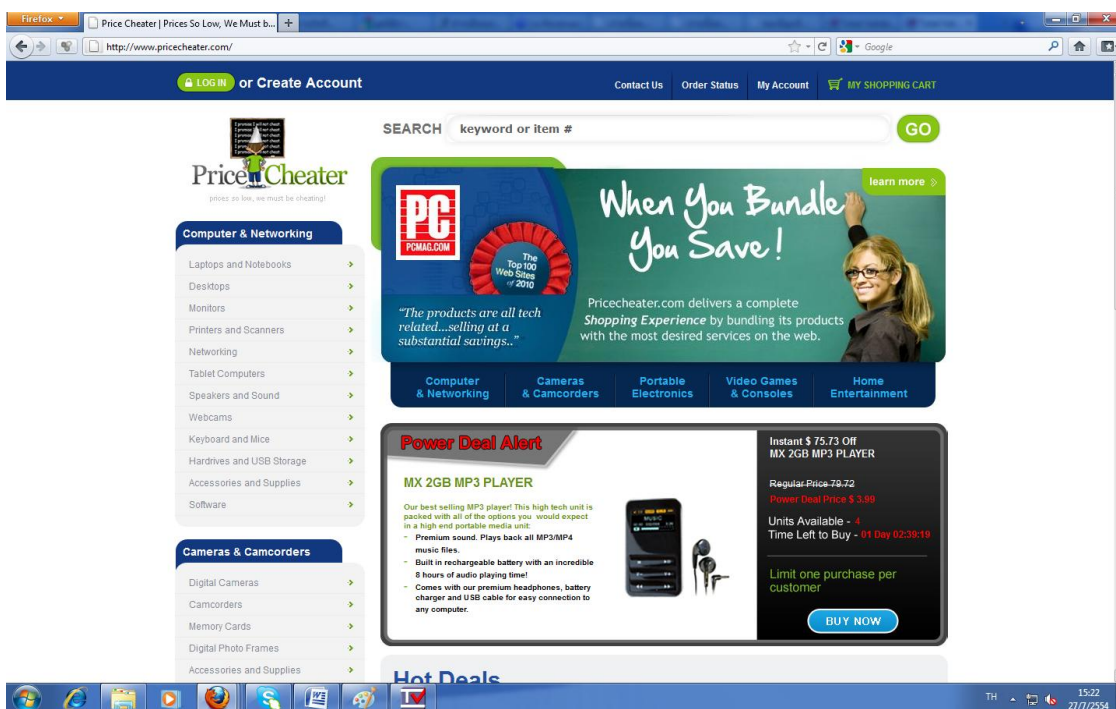 Firefox
Price Cheater | Prices So Low, We Must b...
http://www.pricecheater.com/
Google
LOG IN or Create Account
Contact Us
Order Status
My Account
MY SHOPPING CART
SEARCH
keyword or item #
GO
Price Cheater
prices so low, we must be cheating!
Computer & Networking
Laptops and Notebooks
Desktops
Monitors
Printers and Scanners
Networking
Tablet Computers
Speakers and Sound
Webcams
Keyboard and Mice
Hardrives and USB Storage
Accessories and Supplies
Software
Cameras & Camcorders
Digital Cameras
Camcorders
Memory Cards
Digital Photo Frames
Accessories and Supplies
PC
PCMAG.COM
The
Top 100
Web Sites
of 2010
“The products are all tech
related...selling at a
substantial savings..”
learn more
When You Bundle
You Save!
Pricecheater.com delivers a complete
Shopping Experience by bundling its products
with the most desired services on the web.
Computer
& Networking
Cameras
& Camcorders
Portable
Electronics
Video Games
& Consoles
Home
Entertainment
Power Deal Alert
MX 2GB MP3 PLAYER
Our best selling MP3 player! This high tech unit is
packed with all of the options you would expect
in a high end portable media unit:
- Premium sound. Plays back all MP3/MP4
music files.
- Built in rechargeable battery with an incredible
8 hours of audio playing time!
- Comes with our premium headphones, battery
charger and USB cable for easy connection to
any computer.
MUSIC
Instant $ 75.73 Off
MX 2GB MP3 PLAYER
Regular Price 79.72
Power Deal Price $ 3.99
Units Available - 4
Time Left to Buy - 01 Day 02:39:19
Limit one purchase per
customer
BUY NOW
Hot Deals
TH
15:22
27/7/2554